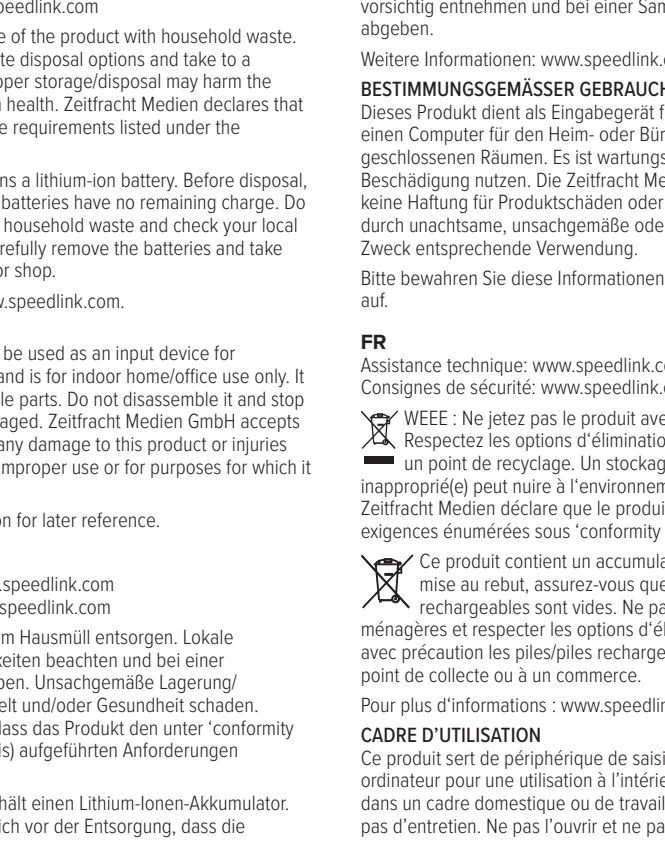 peedlink.com
e of the product with household waste.
te disposal options and take to a
oper storage/disposal may harm the
health. Zeitfracht Medien declares that
e requirements listed under the
ns a lithium-ion battery. Before disposal,
batteries have no remaining charge. Do
household waste and check your local
refully remove the batteries and take
or shop.
w.speedlink.com.
be used as an input device for
and is for indoor home/office use only. It
le parts. Do not disassemble it and stop
aged. Zeitfracht Medien GmbH accepts
any damage to this product or injuries
improper use or for purposes for which it
on for later reference.
.speedlink.com
speedlink.com
m Hausmüll entsorgen. Lokale
keiten beachten und bei einer
ben. Unsachgemäße Lagerung/
elt und/oder Gesundheit schaden.
dass das Produkt den unter ‘conformity
is) aufgeführten Anforderungen
hält einen Lithium-Ionen-Akkumulator.
ich vor der Entsorgung, dass die
vorsichtig entnehmen und bei einer Sam
abgeben.
Weitere Informationen: www.speedlink.
BESTIMMUNGSGEMÄSSER GEBRAUCH
Dieses Produkt dient als Eingabegerät f
einen Computer für den Heim- oder Bür
geschlossenen Räumen. Es ist wartungs
Beschädigung nutzen. Die Zeitfracht Me
keine Haftung für Produktschäden oder
durch unachtsame, unsachgemäße ode
Zweck entsprechende Verwendung.
Bitte bewahren Sie diese Informationen
auf.
FR
Assistance technique: www.speedlink.c
Consignes de sécurité: www.speedlink.
WEEE : Ne jetez pas le produit ave
Respectez les options d‘éliminatio
un point de recyclage. Un stockag
inapproprié(e) peut nuire à l‘environnem
Zeitfracht Medien déclare que le produi
exigences énumérées sous ‘conformity
Ce produit contient un accumula
mise au rebut, assurez-vous que
rechargeables sont vides. Ne pa
ménagères et respecter les options d‘él
avec précaution les piles/piles recharge
point de collecte ou à un commerce.
Pour plus d‘informations : www.speedlin
CADRE D’UTILISATION
Ce produit sert de périphérique de saisi
ordinateur pour une utilisation à l’intérie
dans un cadre domestique ou de travail
pas d’entretien. Ne pas l’ouvrir et ne pa